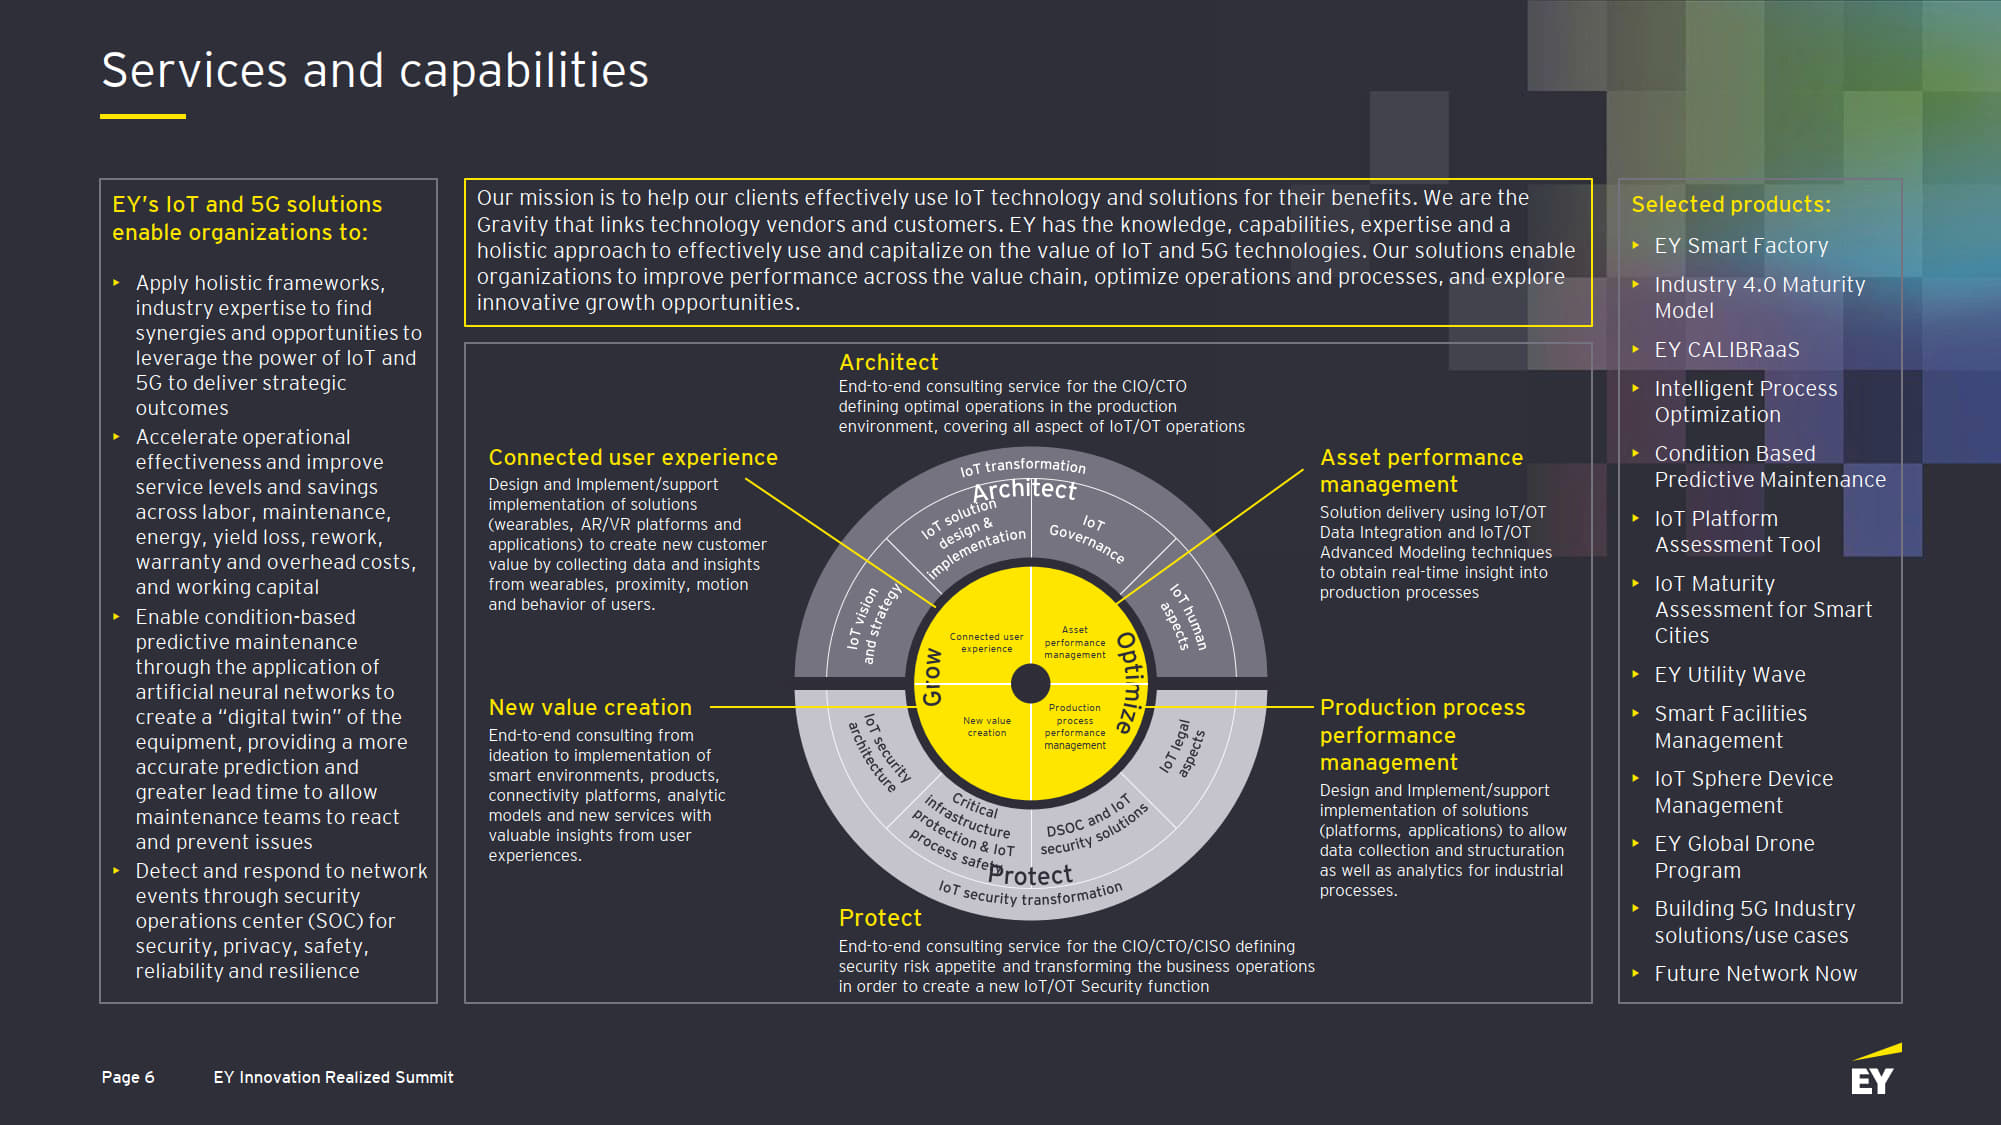 Services and capabilities
EY's IoT and 5G solutions
enable organizations to:
Apply holistic frameworks,
industry expertise to find
synergies and opportunities to
leverage the power of IoT and
5G to deliver strategic
outcomes
Accelerate operational
effectiveness and improve
service levels and savings
across labor, maintenance,
energy, yield loss, rework,
warranty and overhead costs,
and working capital
Enable condition-based
predictive maintenance
through the application of
artificial neural networks to
create a “digital twin” of the
equipment, providing a more
accurate prediction and
greater lead time to allow
maintenance teams to react
and prevent issues
Detect and respond to network
events through security
operations center (SOC) for
security, privacy, safety,
reliability and resilience
Our mission is to help our clients effectively use IoT technology and solutions for their benefits. We are the
Gravity that links technology vendors and customers. EY has the knowledge, capabilities, expertise and a
holistic approach to effectively use and capitalize on the value of IoT and 5G technologies. Our solutions enable
organizations to improve performance across the value chain, optimize operations and processes, and explore
innovative growth opportunities.
Architect
End-to-end consulting service for the CIO/CTO
defining optimal operations in the production
environment, covering all aspect of IoT/OT operations
Connected user experience
Design and Implement/support
implementation of solutions
(wearables, AR/VR platforms and
applications) to create new customer
value by collecting data and insights
from wearables, proximity, motion
and behavior of users.
New value creation
End-to-end consulting from
ideation to implementation of
smart environments, products,
connectivity platforms, analytic
models and new services with
valuable insights from user
experiences.
IoT transformation
Architect
IoT vision
and strategy
IoT solution
design &
implementation
IoT
Governance
IoT human
aspects
Grow
Connected user
experience
Asset
performance
management
Optimize
New value
creation
Production
process
performance
management
IoT security
architecture
Critical
infrastructure
protection & IoT
process safety
DSOC and IoT
security solutions
IoT legal
aspects
Protect
IoT security transformation
Asset performance
management
Solution delivery using IoT/OT
Data Integration and IoT/OT
Advanced Modeling techniques
to obtain real-time insight into
production processes
Production process
performance
management
Design and Implement/support
implementation of solutions
(platforms, applications) to allow
data collection and structuration
as well as analytics for industrial
processes.
Protect
End-to-end consulting service for the CIO/CTO/CISO defining
security risk appetite and transforming the business operations
in order to create a new IoT/OT Security function
Selected products:
EY Smart Factory
Industry 4.0 Maturity
Model
EY CALIBRaaS
Intelligent Process
Optimization
Condition Based
Predictive Maintenance
IoT Platform
Assessment Tool
IoT Maturity
Assessment for Smart
Cities
EY Utility Wave
Smart Facilities
Management
IoT Sphere Device
Management
EY Global Drone
Program
Building 5G Industry
solutions/use cases
Future Network Now
Page 6
EY Innovation Realized Summit
EY